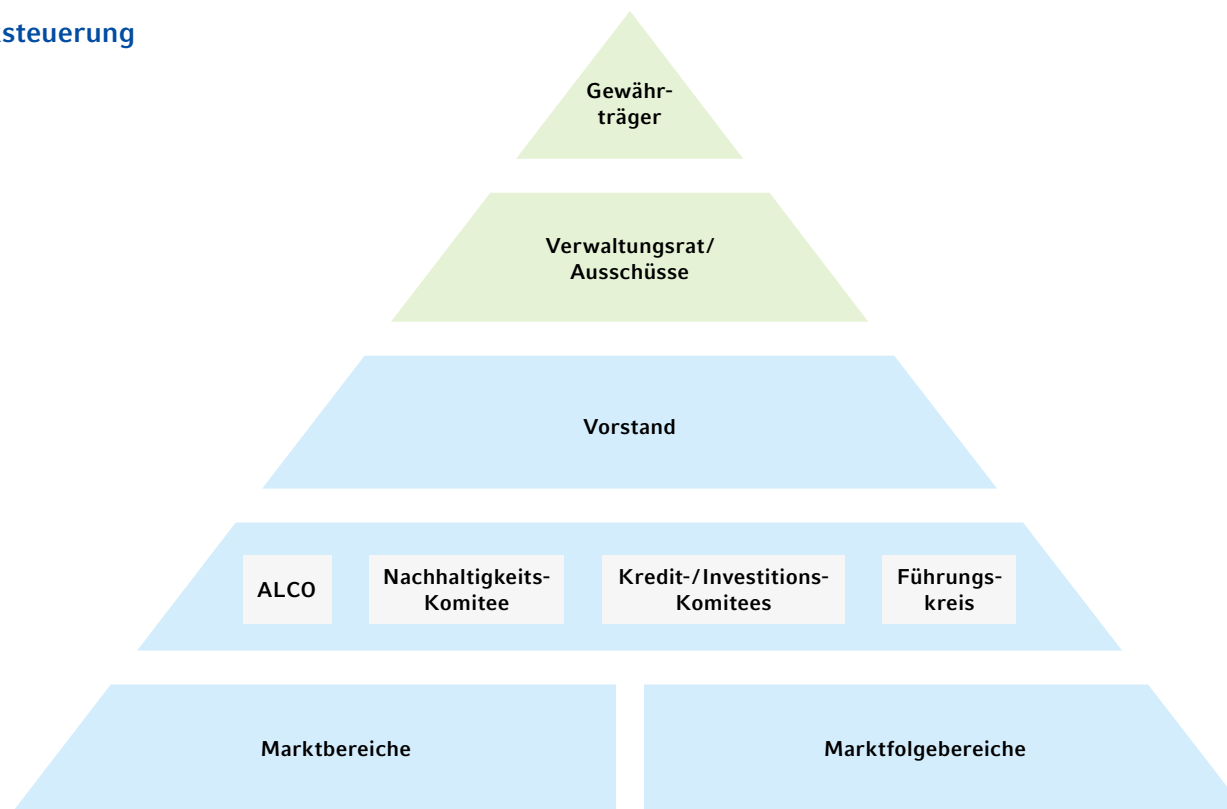 steuerung
Gewähr-
träger
Verwaltungsrat/
Ausschüsse
Vorstand
ALCO
Nachhaltigkeits-
Komitee
Kredit-/Investitions-
Komitees
Führungs-
kreis
Marktbereiche
Marktfolgebereiche